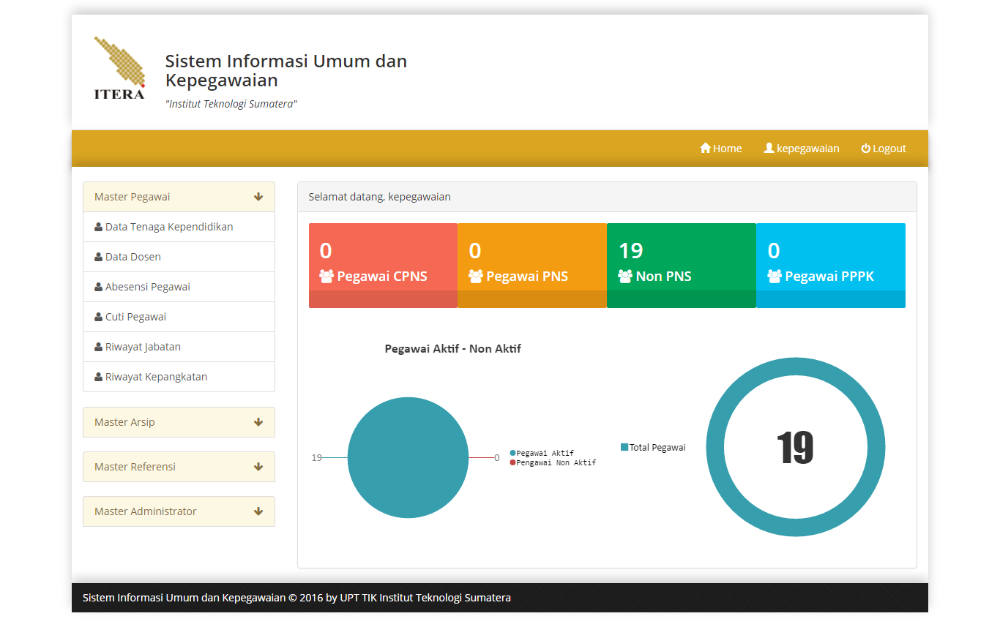 ITERA
Sistem Informasi Umum dan
Kepegawaian
"Institut Teknologi Sumatera"
Home
kepegawaian
Logout
Master Pegawai
Data Tenaga Kependidikan
Data Dosen
Abesensi Pegawai
Cuti Pegawai
Riwayat Jabatan
Riwayat Kepangkatan
Master Arsip
Master Referensi
Master Administrator
Selamat datang, kepegawaian
0
Pegawai CPNS
0
Pegawai PNS
19
Non PNS
0
Pegawai PPPK
Pegawai Aktif - Non Aktif
19
0
Pegawai Aktif
Pengawai Non Aktif
Total Pegawai
19
Sistem Informasi Umum dan Kepegawaian © 2016 by UPT TIK Institut Teknologi Sumatera